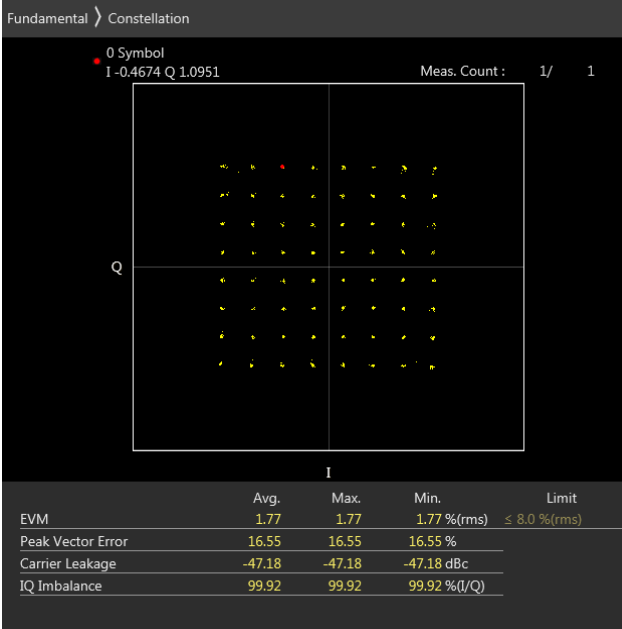 Fundamental 〉 Constellation
0 Symbol
I -0.4674 Q 1.0951 Meas. Count : 1/ 1
Q
I
Avg. Max. Min. Limit
EVM 1.77 1.77 1.77 %(rms) ≤ 8.0 %(rms)
Peak Vector Error 16.55 16.55 16.55 %
Carrier Leakage -47.18 -47.18 -47.18 dBc
IQ Imbalance 99.92 99.92 99.92 %(I/Q)